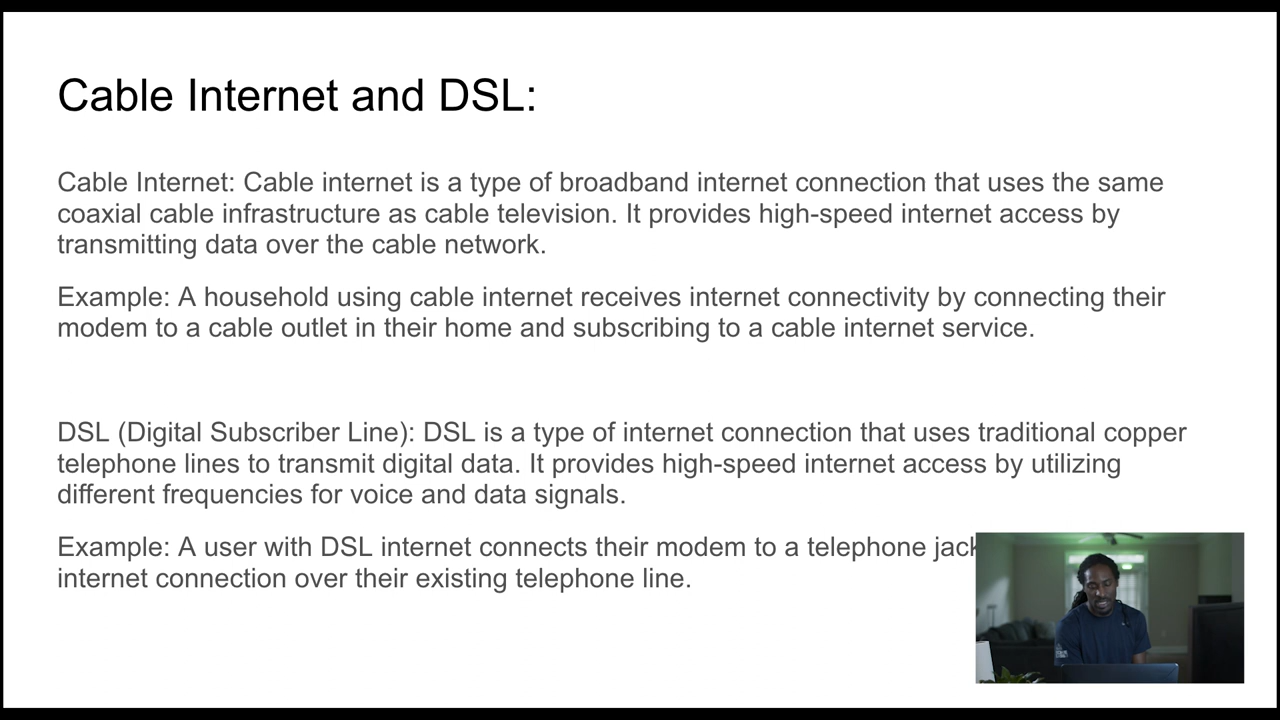 Cable Internet and DSL:
Cable Internet: Cable internet is a type of broadband internet connection that uses the same
coaxial cable infrastructure as cable television. It provides high-speed internet access by
transmitting data over the cable network.
Example: A household using cable internet receives internet connectivity by connecting their
modem to a cable outlet in their home and subscribing to a cable internet service.
DSL (Digital Subscriber Line): DSL is a type of internet connection that uses traditional copper
telephone lines to transmit digital data. It provides high-speed internet access by utilizing
different frequencies for voice and data signals.
Example: A user with DSL internet connects their modem to a telephone jack
internet connection over their existing telephone line.